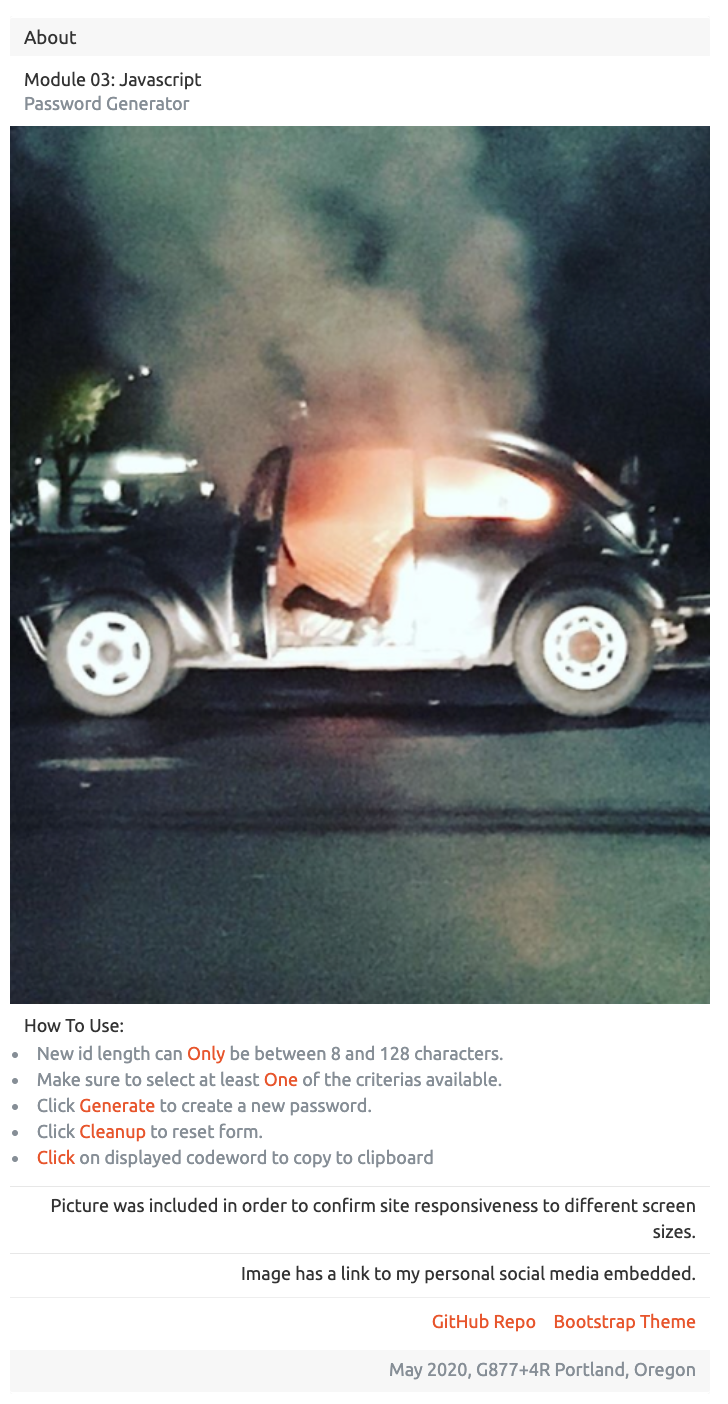 About
Module 03: Javascript
Password Generator
How To Use:
New id length can Only be between 8 and 128 characters.
Make sure to select at least One of the criterias available.
Click Generate to create a new password.
Click Cleanup to reset form.
Click on displayed codeword to copy to clipboard
Picture was included in order to confirm site responsiveness to different screen
sizes.
Image has a link to my personal social media embedded.
GitHub Repo Bootstrap Theme
May 2020, G877+4R Portland, Oregon